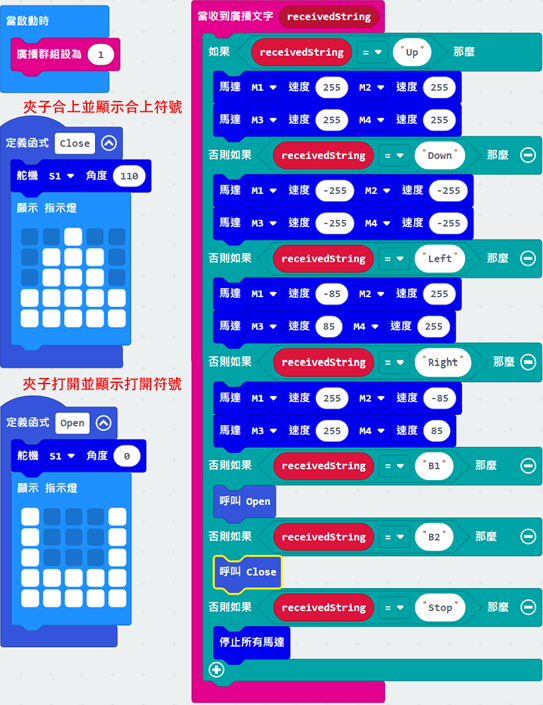 當啟動時
廣播群組設為 1
夾子合上並顯示合上符號
定義函式 Close
舵機 S1 角度 110
顯示 指示燈
夾子打開並顯示打開符號
定義函式 Open
舵機 S1 角度 0
顯示 指示燈
當收到廣播文字 receivedString
如果 receivedString = "Up" 那麼
馬達 M1 速度 255 M2 速度 255
馬達 M3 速度 255 M4 速度 255
否則如果 receivedString = "Down" 那麼
馬達 M1 速度 -255 M2 速度 -255
馬達 M3 速度 -255 M4 速度 -255
否則如果 receivedString = "Left" 那麼
馬達 M1 速度 -85 M2 速度 255
馬達 M3 速度 85 M4 速度 255
否則如果 receivedString = "Right" 那麼
馬達 M1 速度 255 M2 速度 -85
馬達 M3 速度 255 M4 速度 85
否則如果 receivedString = "B1" 那麼
呼叫 Open
否則如果 receivedString = "B2" 那麼
呼叫 Close
否則如果 receivedString = "Stop" 那麼
停止所有馬達